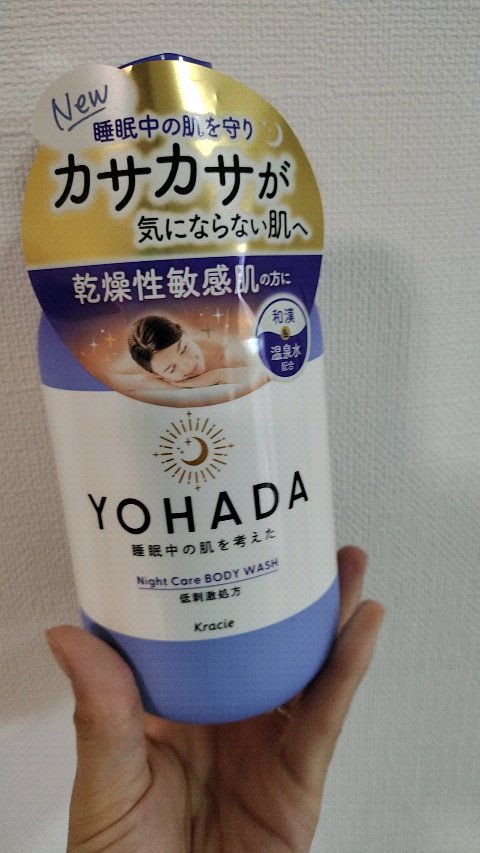 New
睡眠中の肌を守り
カサカサが
気にならない肌へ
乾燥性敏感肌の方に
和漢
&
温泉水
配合
YOHADA
睡眠中の肌を考えた
Night Care BODY WASH
低刺激処方
Kracie